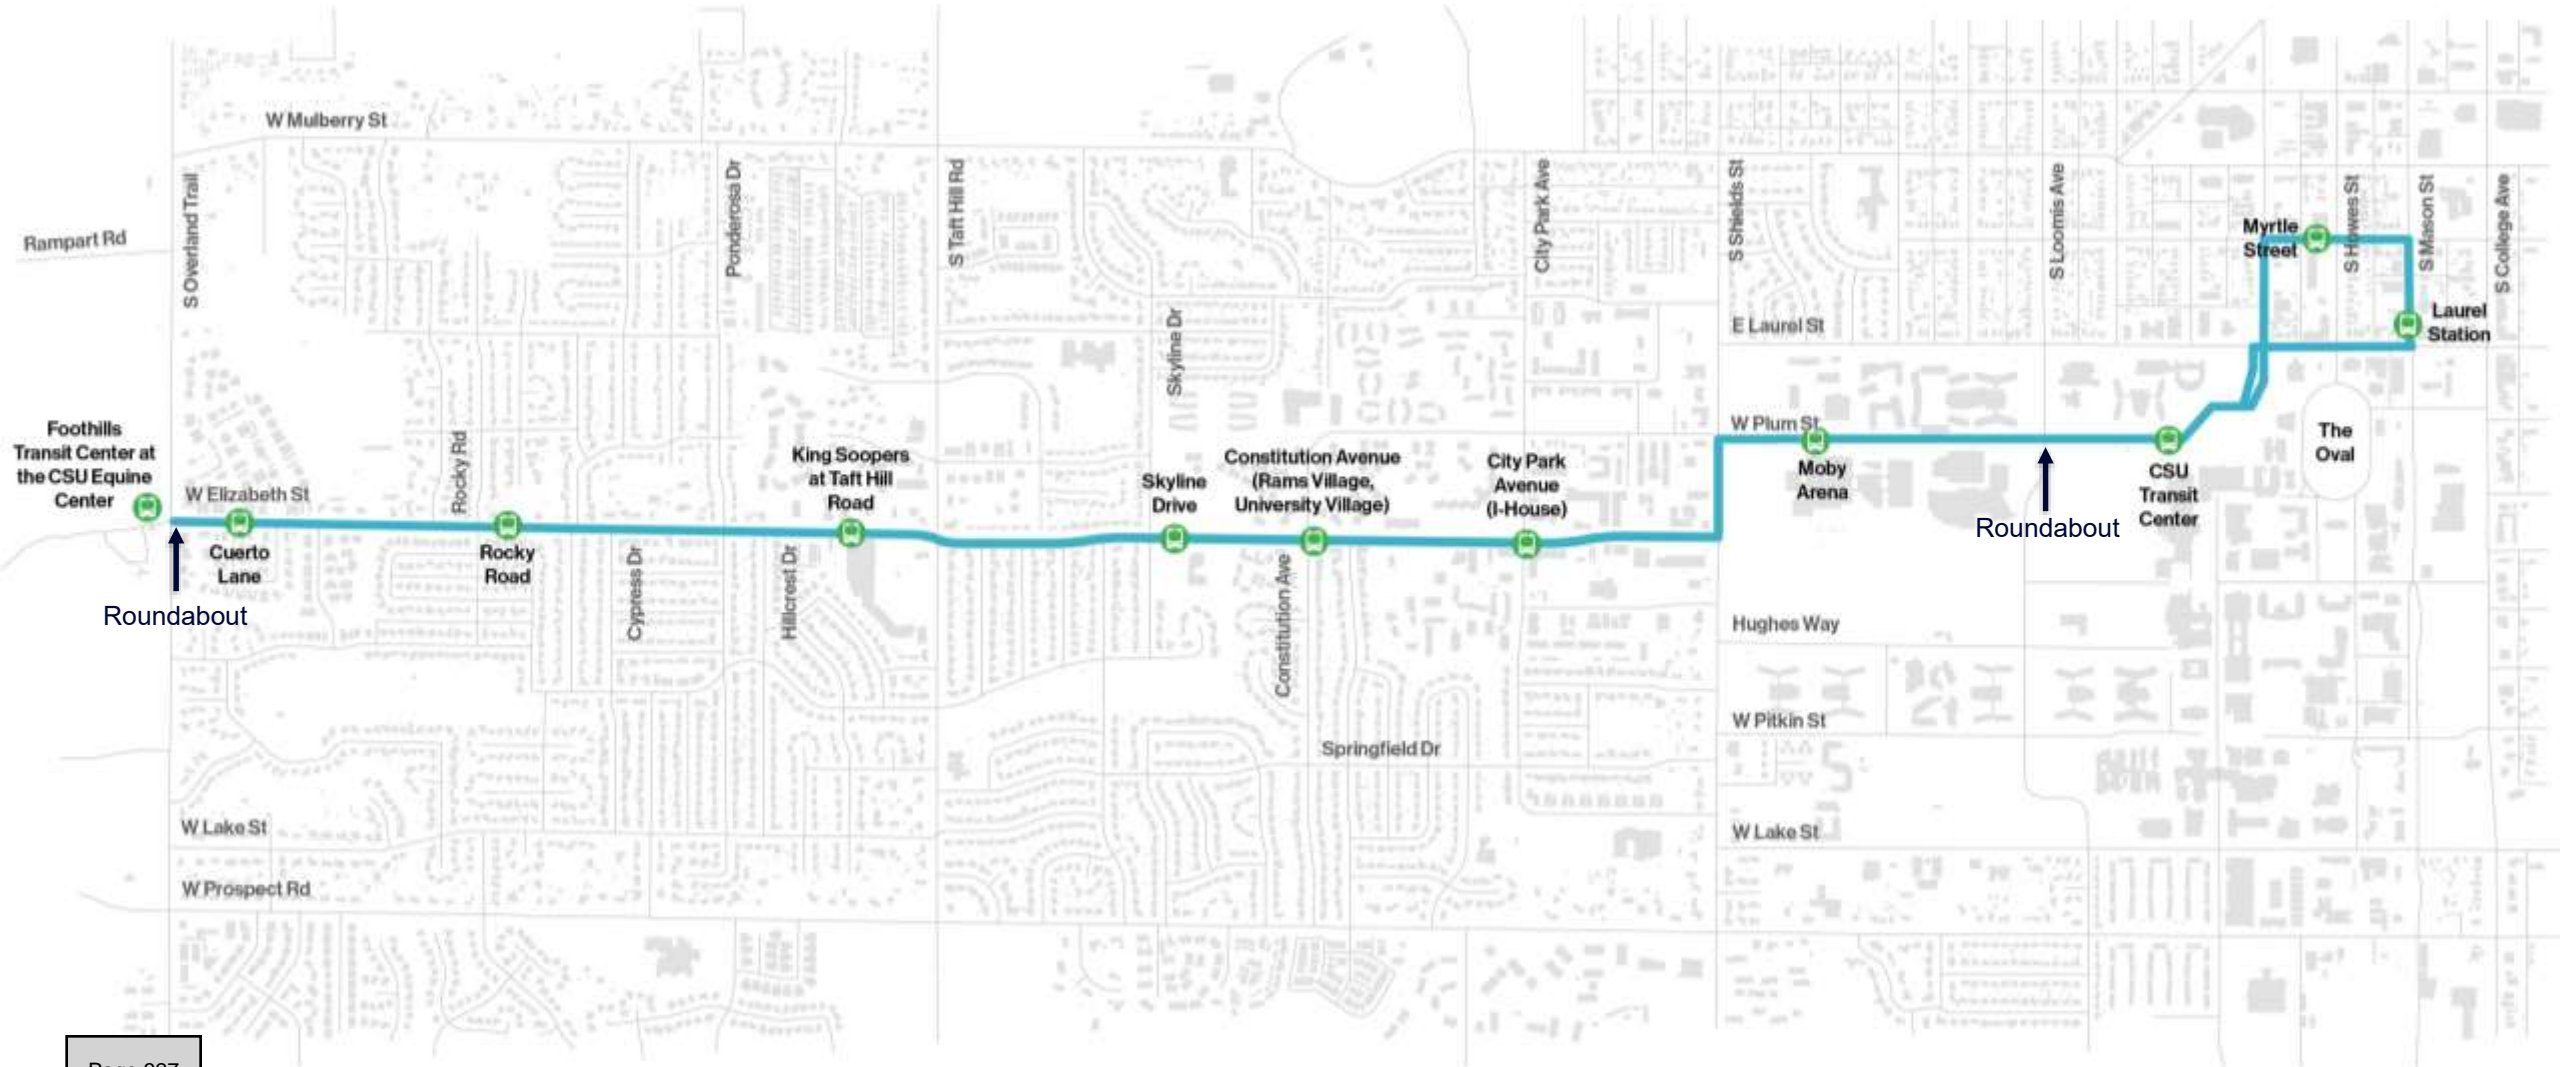 W Mulberry St
Rampart Rd
S Overland Trail
Ponderosa Dr
S Taft Hill Rd
City Park Ave
S Shields St
S Loomis Ave
Myrtle
Street
S Howes St
S Mason St
S College Ave
Skyline Dr
E Laurel St
Laurel
Station
Foothills
Transit Center at
the CSU Equine
Center
W Elizabeth St
Rocky Rd
King Soopers
at Taft Hill
Road
Skyline
Drive
Constitution Avenue
(Rams Village,
University Village)
City Park
Avenue
(I-House)
W Plum St
Moby
Arena
Roundabout
CSU
Transit
Center
The
Oval
Cuerto
Lane
Rocky
Road
Roundabout
Cypress Dr
Hillcrest Dr
Constitution Ave
Hughes Way
W Pitkin St
Springfield Dr
W Lake St
W Lake St
W Prospect Rd